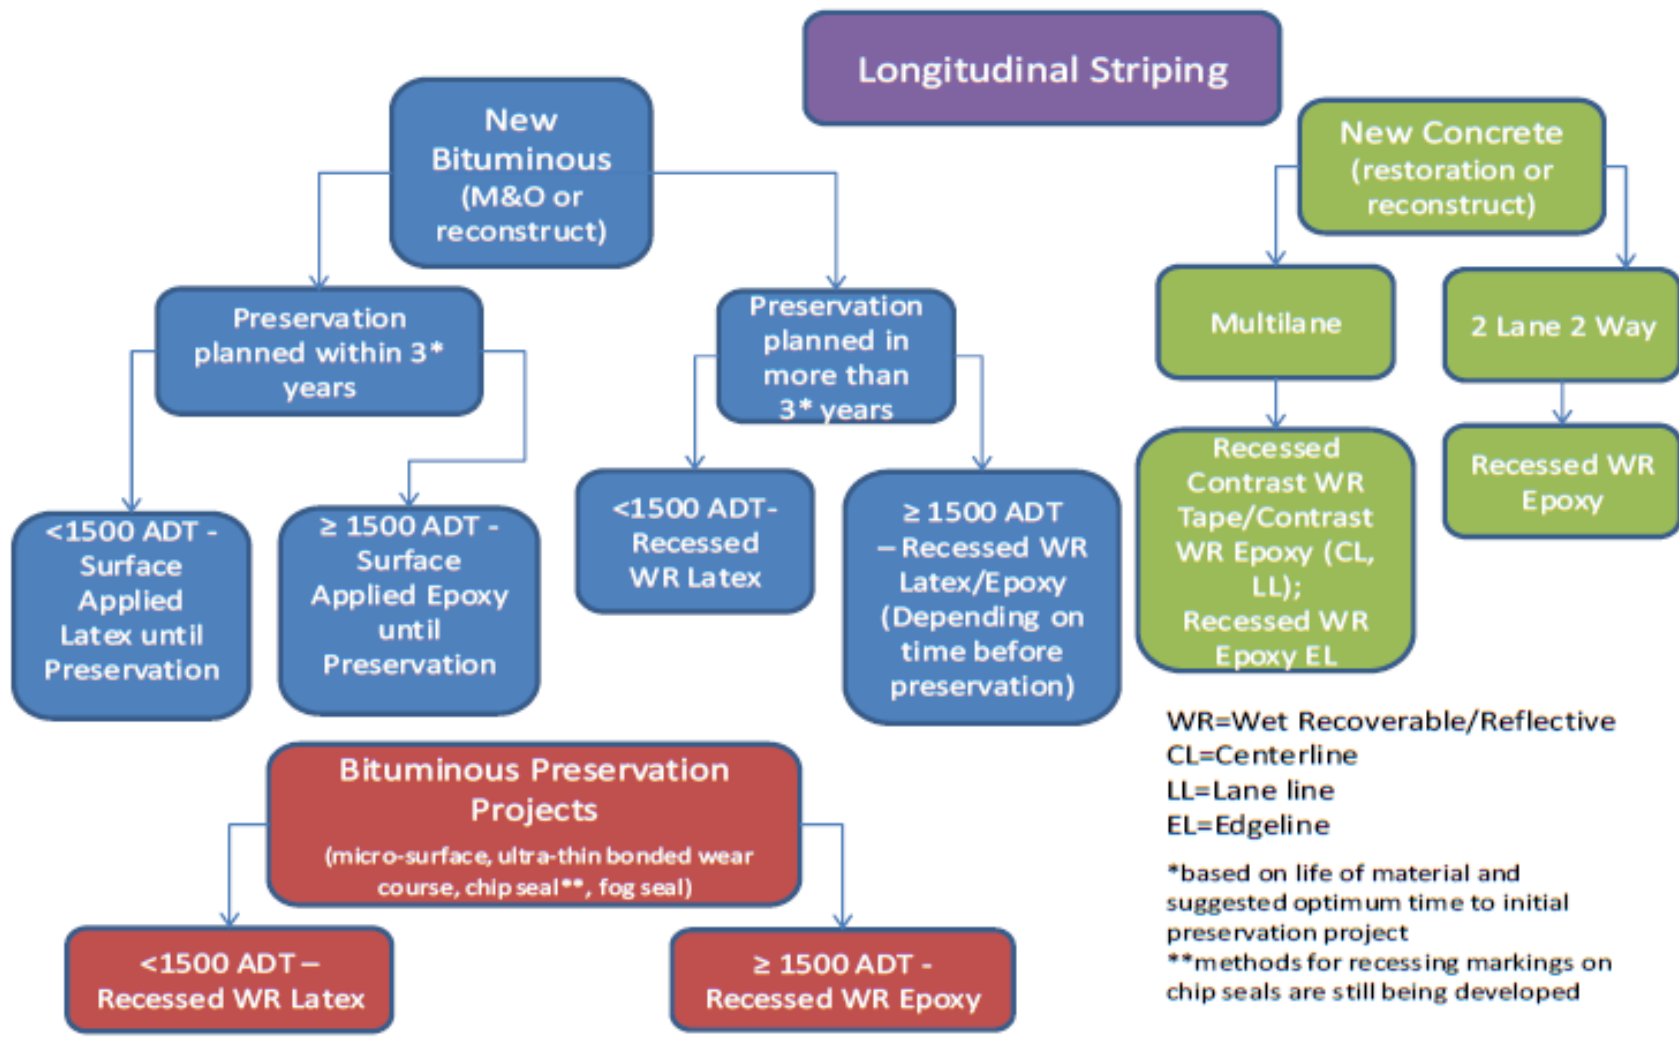 Longitudinal Striping
New
Bituminous
(M&O or
reconstruct)
New Concrete
(restoration or
reconstruct)
Preservation
planned within 3*
years
Preservation
planned in
more than
3* years
Multilane
2 Lane 2 Way
<1500 ADT -
Surface
Applied
Latex until
Preservation
≥ 1500 ADT -
Surface
Applied Epoxy
until
Preservation
<1500 ADT-
Recessed
WR Latex
≥ 1500 ADT
– Recessed WR
Latex/Epoxy
(Depending on
time before
preservation)
Recessed
Contrast WR
Tape/Contrast
WR Epoxy (CL,
LL);
Recessed WR
Epoxy EL
Recessed WR
Epoxy
Bituminous Preservation
Projects
(micro-surface, ultra-thin bonded wear
course, chip seal**, fog seal)
<1500 ADT –
Recessed WR Latex
≥ 1500 ADT -
Recessed WR Epoxy
WR=Wet Recoverable/Reflective
CL=Centerline
LL=Lane line
EL=Edgeline
*based on life of material and
suggested optimum time to initial
preservation project
**methods for recessing markings on
chip seals are still being developed